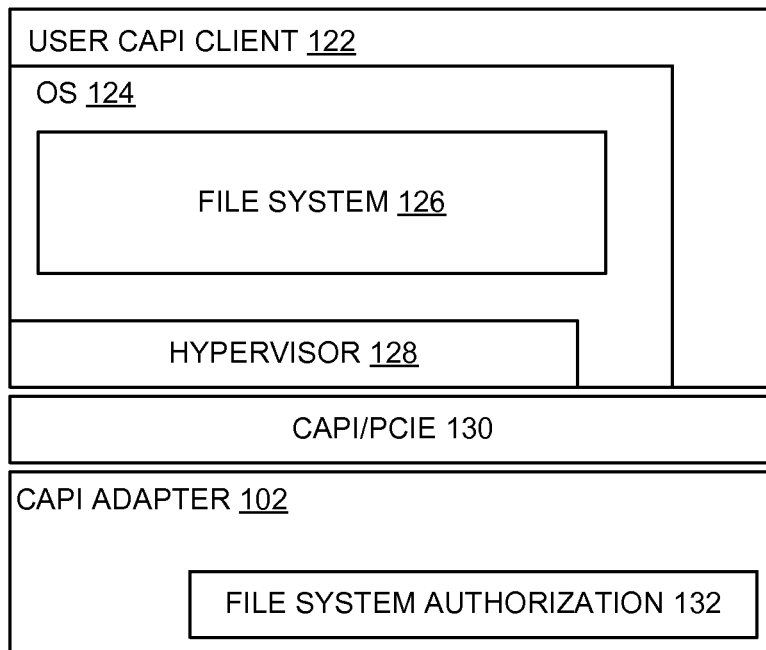 USER CAPI CLIENT 122
OS 124
FILE SYSTEM 126
HYPERVISOR 128
CAPI/PCIE 130
CAPI ADAPTER 102
FILE SYSTEM AUTHORIZATION 132